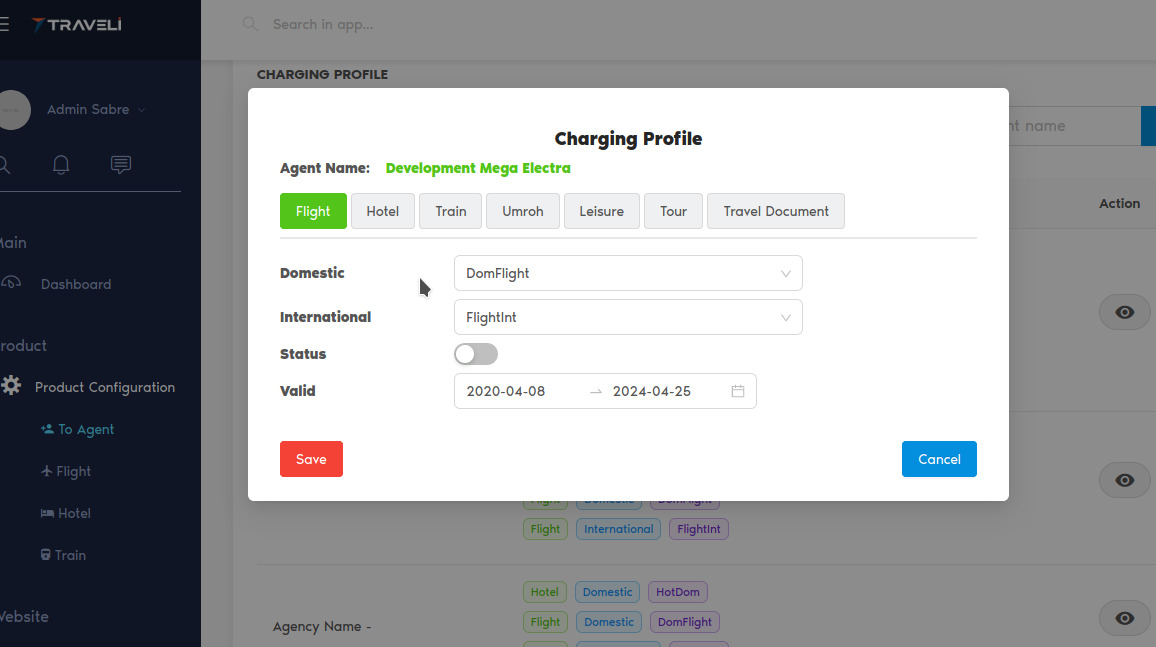 TRAVELI
Search in app...
CHARGING PROFILE
Admin Sabre
nt name
Action
Main
Dashboard
Product
Product Configuration
To Agent
Flight
Hotel
Train
Website
Charging Profile
Agent Name: Development Mega Electra
Flight Hotel Train Umroh Leisure Tour Travel Document
Domestic DomFlight
International FlightInt
Status
Valid 2020-04-08 2024-04-25
Save Cancel
Flight Domestic DomFlight
Flight International FlightInt
Hotel Domestic HotDom
Agency Name -
Flight Domestic DomFlight